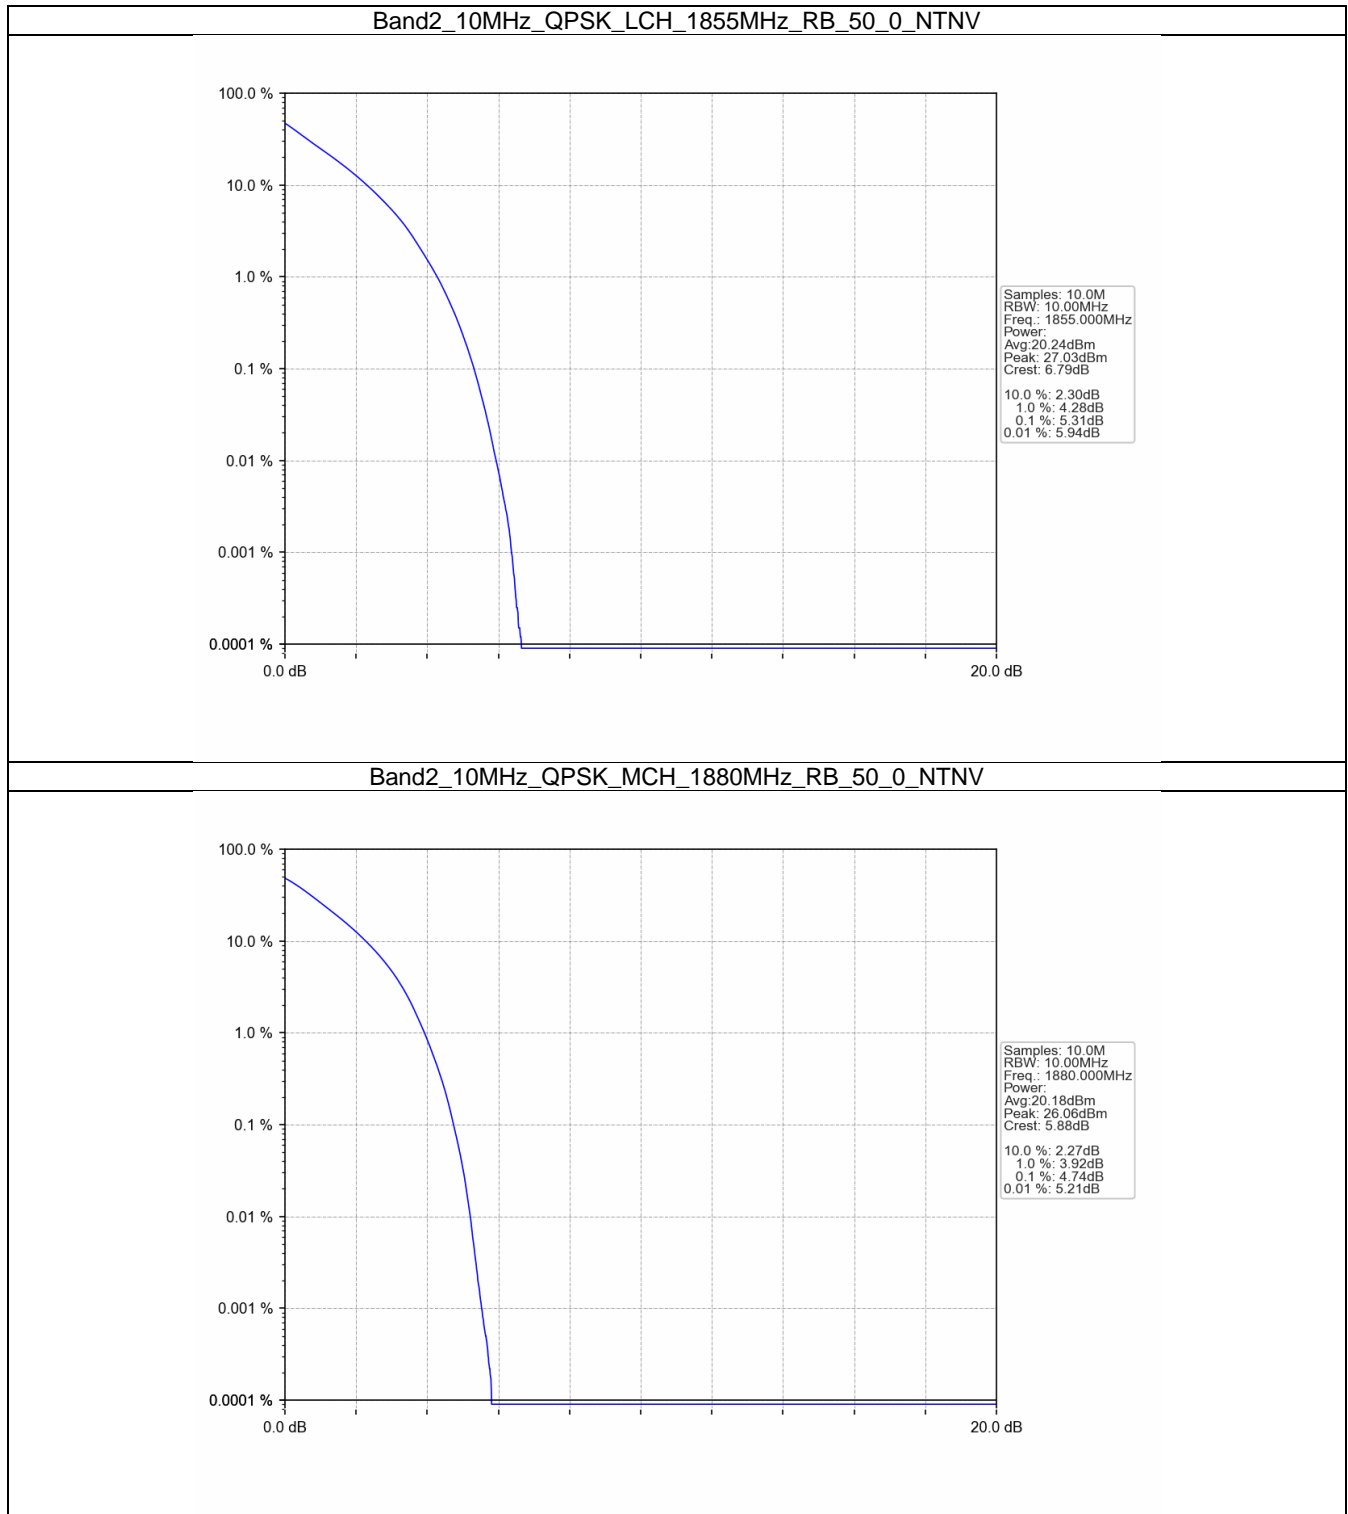 Band2_10MHz_QPSK_LCH_1855MHz_RB_50_0_NTNV
100.0 %
10.0 %
1.0 %
0.1 %
0.01 %
0.001 %
0.0001 %
0.0 dB
20.0 dB
Samples: 10.0M
RBW: 10.00MHz
Freq.: 1855.000MHz
Power:
Avg:20.24dBm
Peak: 27.03dBm
Crest: 6.79dB
10.0 %: 2.30dB
1.0 %: 4.28dB
0.1 %: 5.31dB
0.01 %: 5.94dB
Band2_10MHz_QPSK_MCH_1880MHz_RB_50_0_NTNV
100.0 %
10.0 %
1.0 %
0.1 %
0.01 %
0.001 %
0.0001 %
0.0 dB
20.0 dB
Samples: 10.0M
RBW: 10.00MHz
Freq.: 1880.000MHz
Power:
Avg:20.18dBm
Peak: 26.06dBm
Crest: 5.88dB
10.0 %: 2.27dB
1.0 %: 3.92dB
0.1 %: 4.74dB
0.01 %: 5.21dB